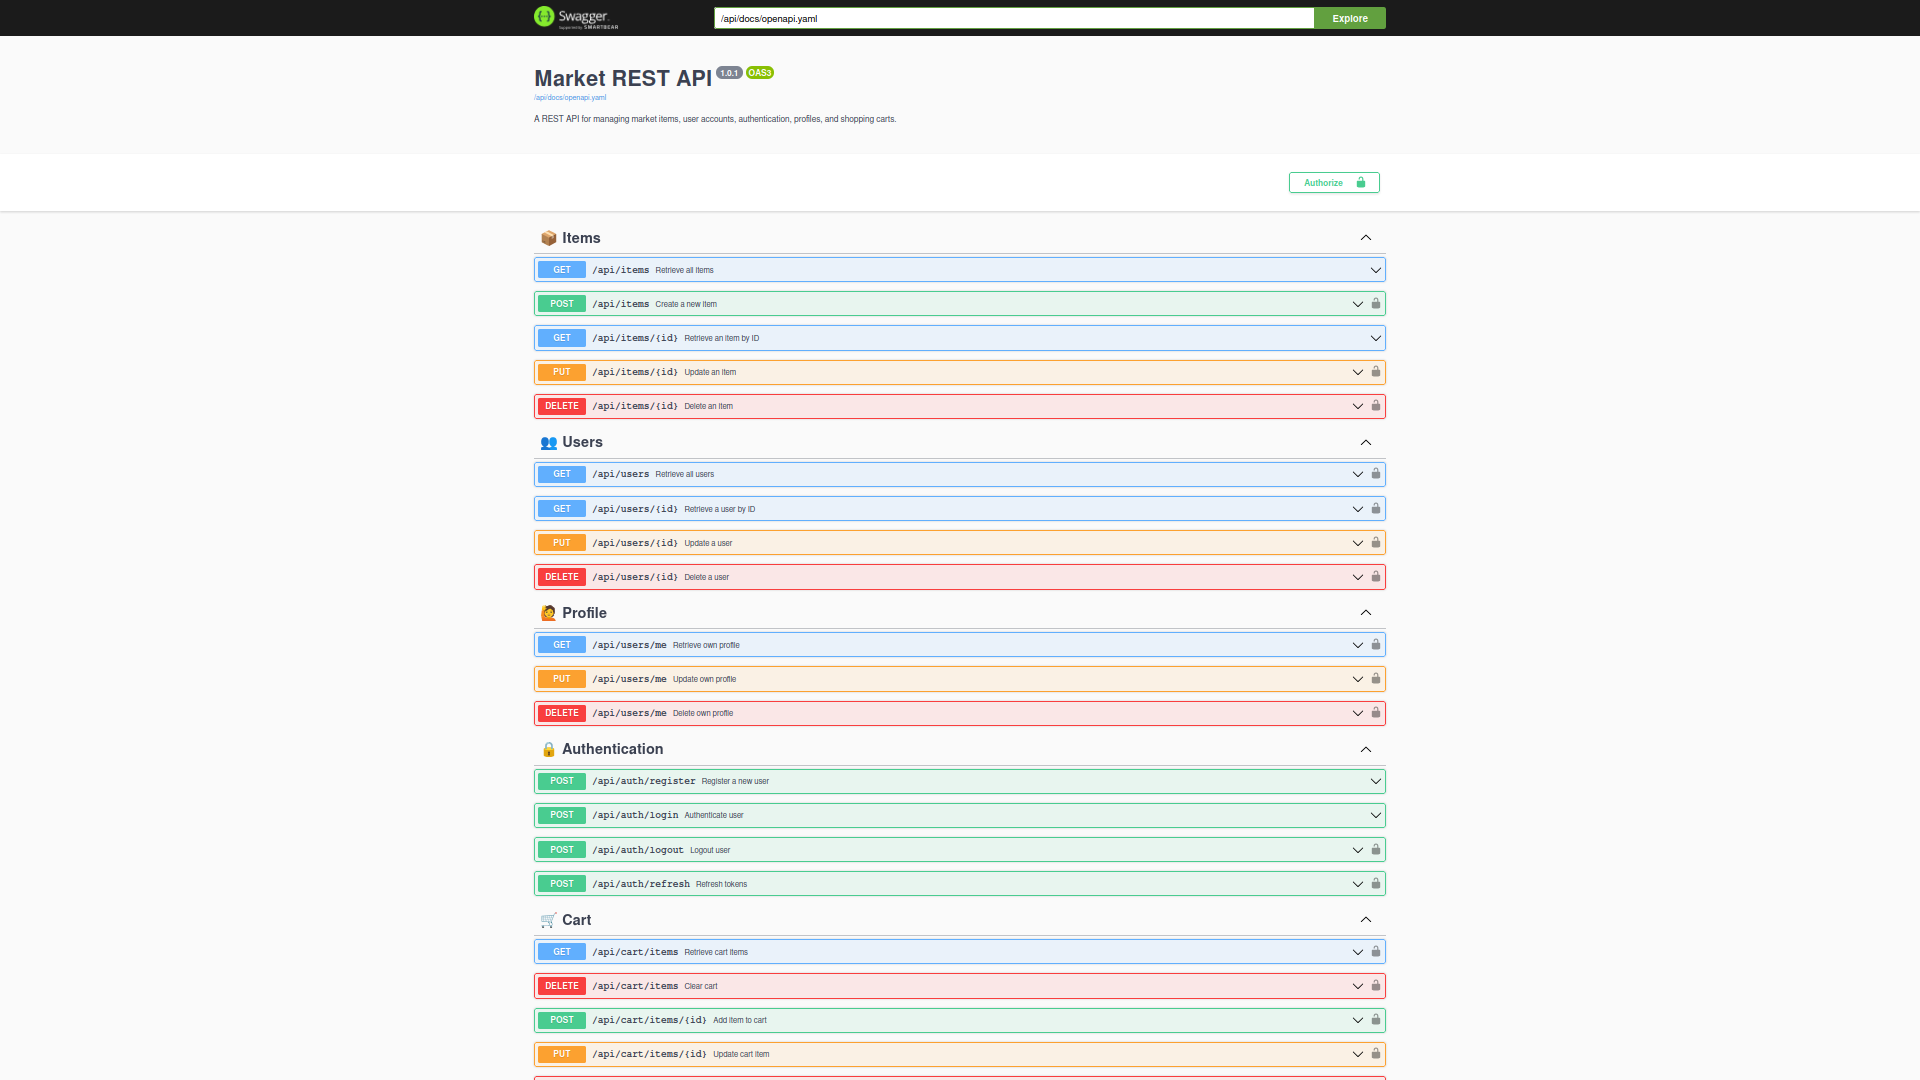 Swagger.
Supported by SMARTBEAR
/api/docs/openapi.yaml
Explore
Market REST API 1.0.1 OAS3
/api/docs/openapi.yaml
A REST API for managing market items, user accounts, authentication, profiles, and shopping carts.
Authorize
Items
GET /api/items Retrieve all items
POST /api/items Create a new item
GET /api/items/{id} Retrieve an item by ID
PUT /api/items/{id} Update an item
DELETE /api/items/{id} Delete an item
Users
GET /api/users Retrieve all users
GET /api/users/{id} Retrieve a user by ID
PUT /api/users/{id} Update a user
DELETE /api/users/{id} Delete a user
Profile
GET /api/users/me Retrieve own profile
PUT /api/users/me Update own profile
DELETE /api/users/me Delete own profile
Authentication
POST /api/auth/register Register a new user
POST /api/auth/login Authenticate user
POST /api/auth/logout Logout user
POST /api/auth/refresh Refresh tokens
Cart
GET /api/cart/items Retrieve cart items
DELETE /api/cart/items Clear cart
POST /api/cart/items/{id} Add item to cart
PUT /api/cart/items/{id} Update cart item